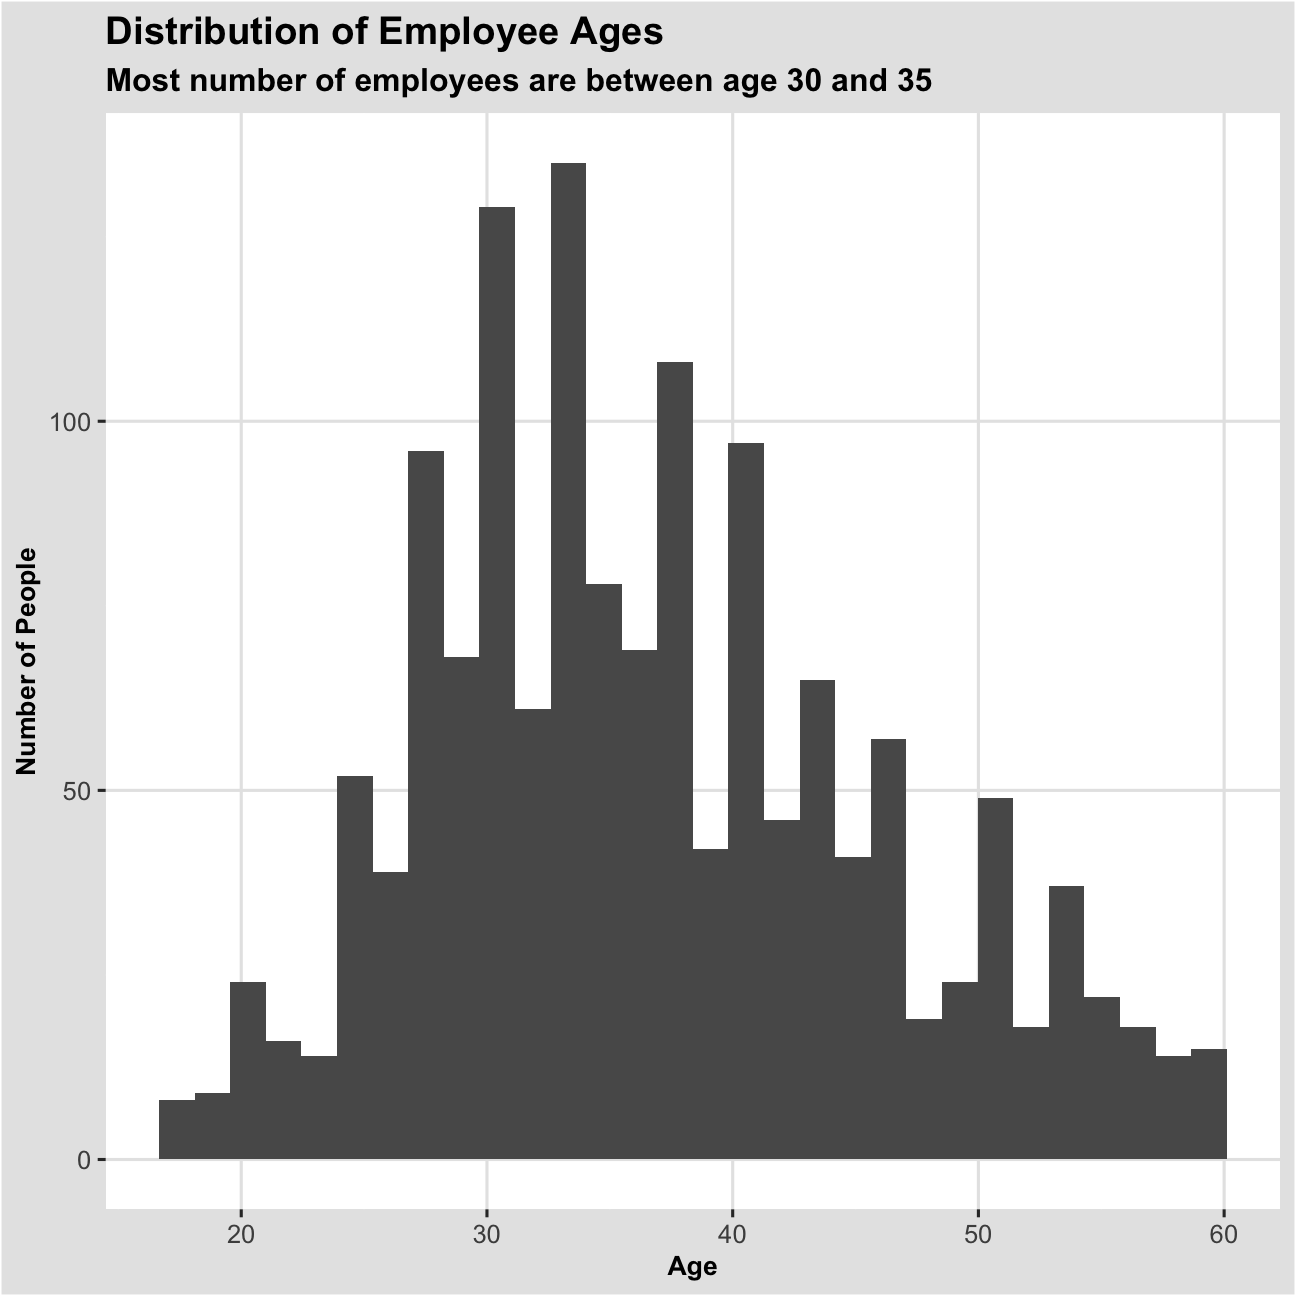 Distribution of Employee Ages
Most number of employees are between age 30 and 35
Number of People
100
50
0
20 30 40 50 60
Age